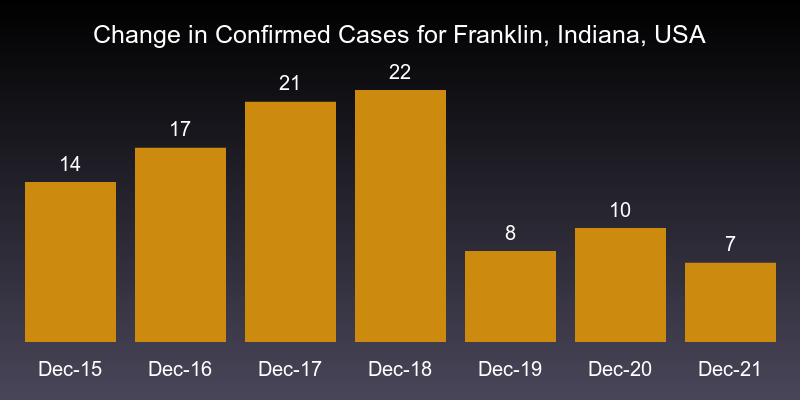 Change in Confirmed Cases for Franklin, Indiana, USA
14
17
21
22
8
10
7
Dec-15
Dec-16
Dec-17
Dec-18
Dec-19
Dec-20
Dec-21